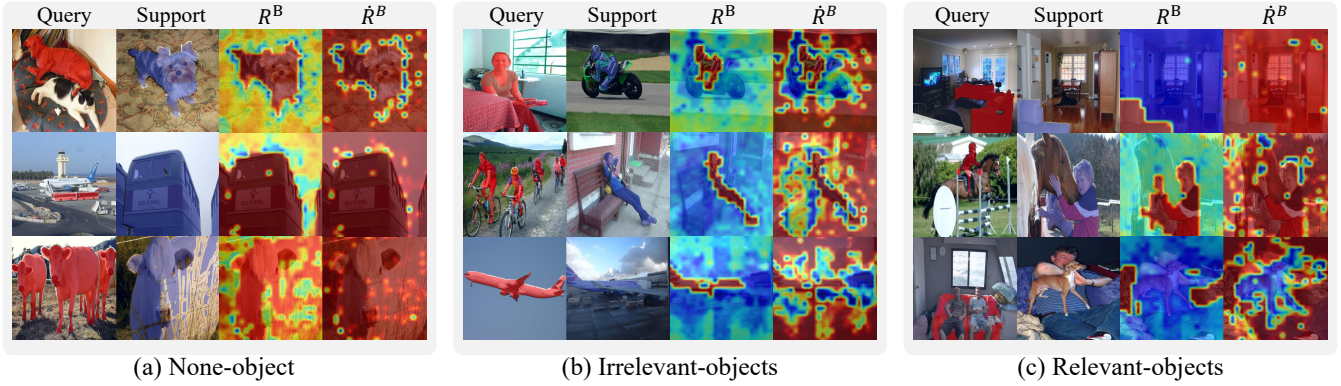 Query Support R^B Ṙ^B Query Support R^B Ṙ^B Query Support R^B Ṙ^B
(a) None-object (b) Irrelevant-objects (c) Relevant-objects